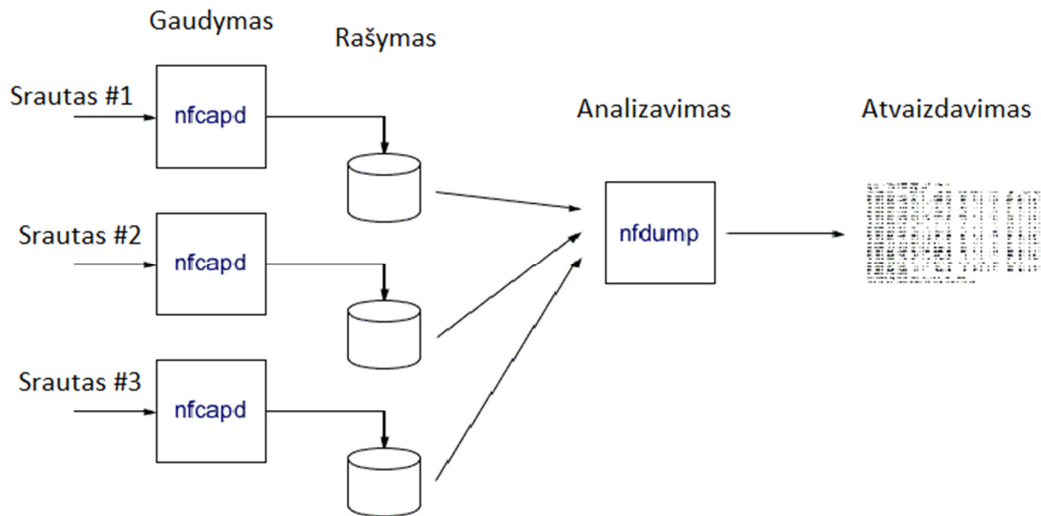 Gaudymas
Rašymas
Srautas #1
nfcapd
Analizavimas
Atvaizdavimas
Srautas #2
nfcapd
nfdump
Srautas #3
nfcapd